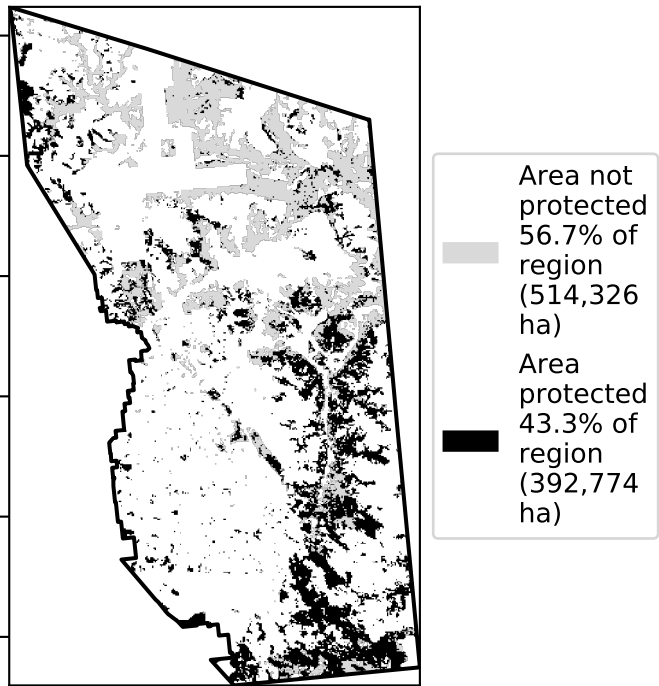 Area not
protected
56.7% of
region
(514,326
ha)
Area
protected
43.3% of
region
(392,774
ha)